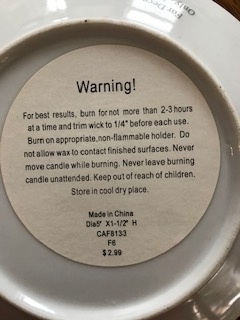 Warning!
For best results, burn for not more than 2-3 hours
at a time and trim wick to 1/4" before each use.
Burn on appropriate,non-flammable holder. Do
not allow wax to contact finished surfaces. Never
move candle while burning. Never leave burning
candle unattended. Keep out of reach of children.
Store in cool dry place.
Made in China
Dia5" X1-1/2" H
CAF8133
F6
$2.99